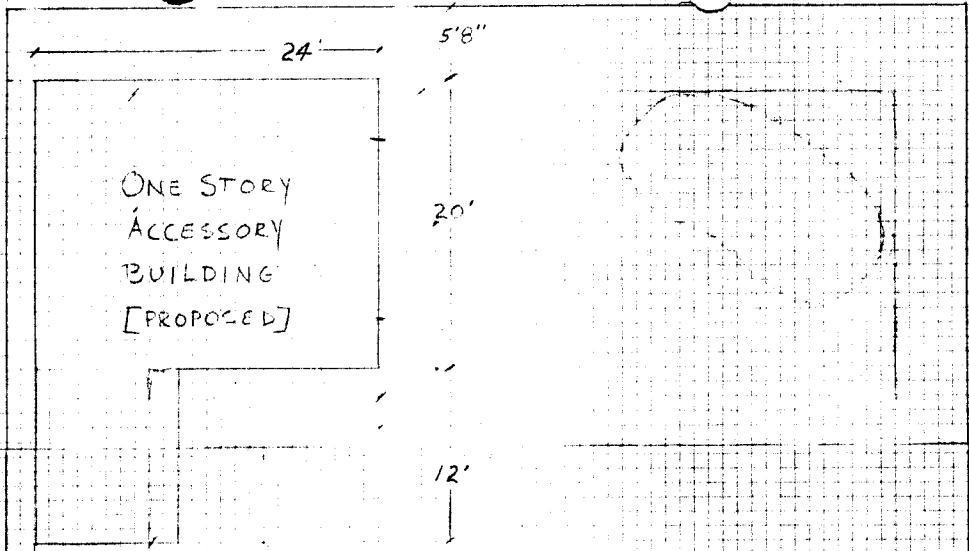 24'
5'8"
ONE STORY
ACCESSORY
BUILDING
[PROPOSED]
20'
12'